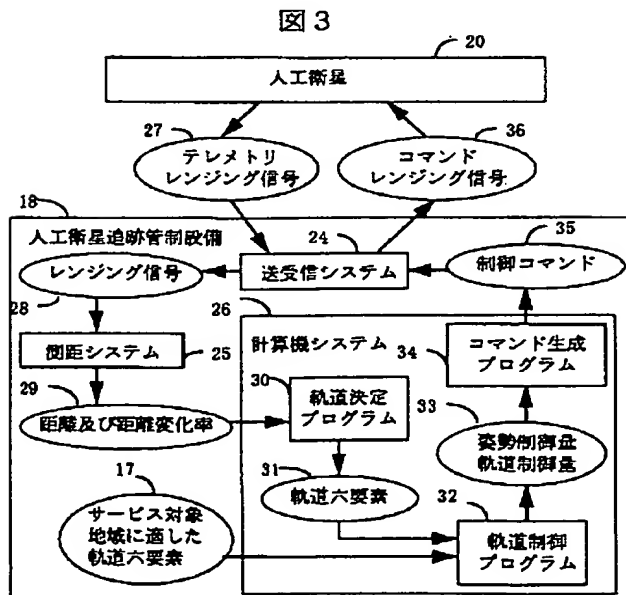 図3
20
人工衛星
27
テレメトリ
レンジング信号
36
コマンド
レンジング信号
18
人工衛星追跡管制設備
24
送受信システム
35
制御コマンド
レンジング信号
28
26
計算機システム
34
コマンド生成
プログラム
測距システム
25
30
軌道決定
プログラム
33
姿勢制御量
軌道制御量
29
距離及び距離変化率
31
軌道六要素
17
サービス対象
地域に適した
軌道六要素
32
軌道制御
プログラム